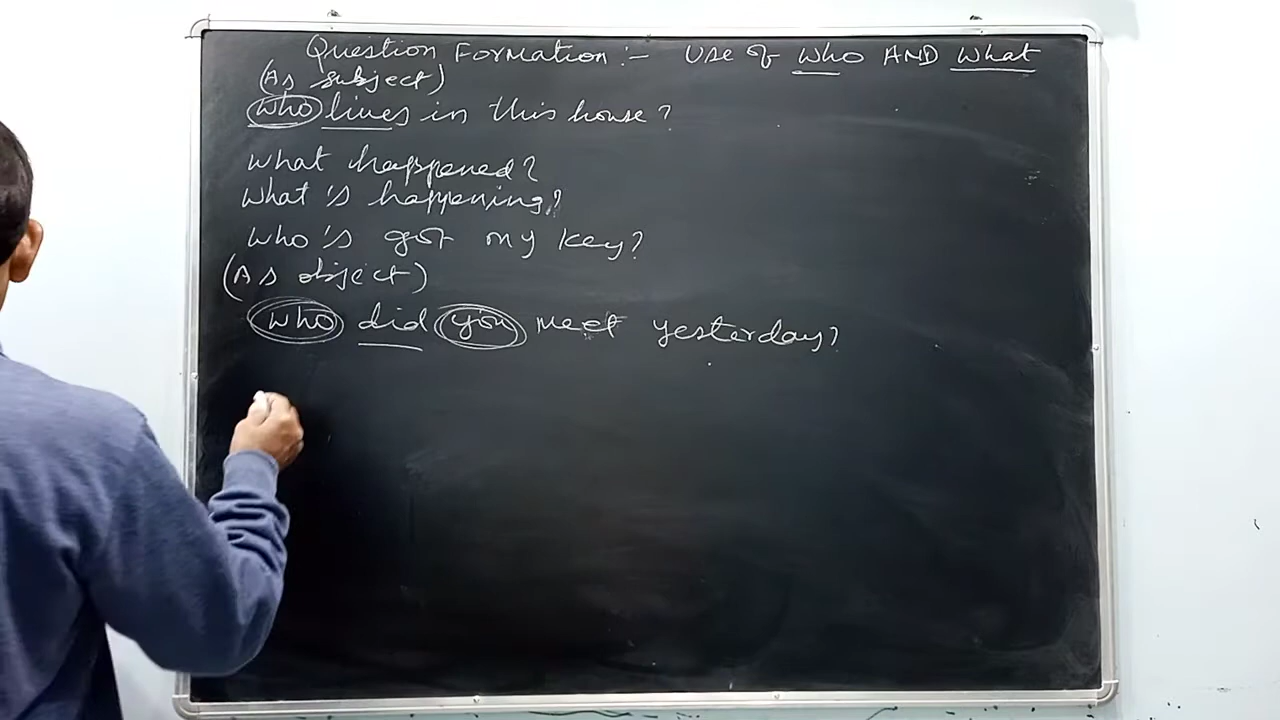 Question Formation :- Use of Who AND What
(As subject)
Who lives in this house?
What happened?
What's happening?
Who's got my key?
(As object)
Who did you meet yesterday?